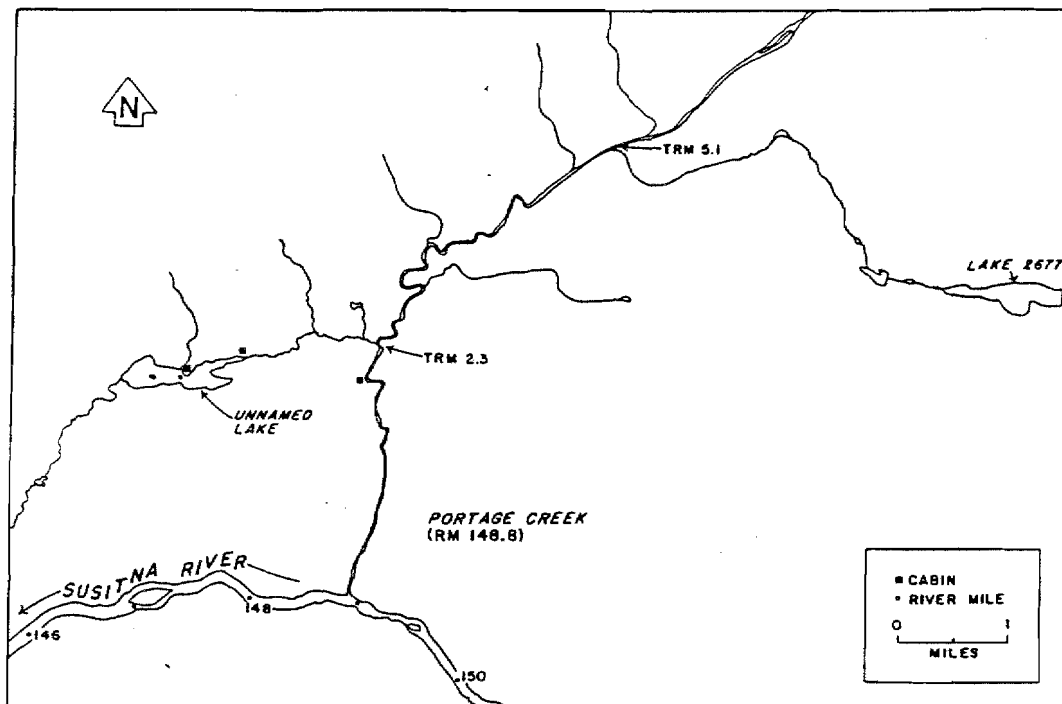 N
TRM 5.1
LAKE 2677
TRM 2.3
UNNAMED
LAKE
PORTAGE CREEK
(RM 148.8)
SUSITNA RIVER
148
146
150
CABIN
RIVER MILE
0 1
MILES